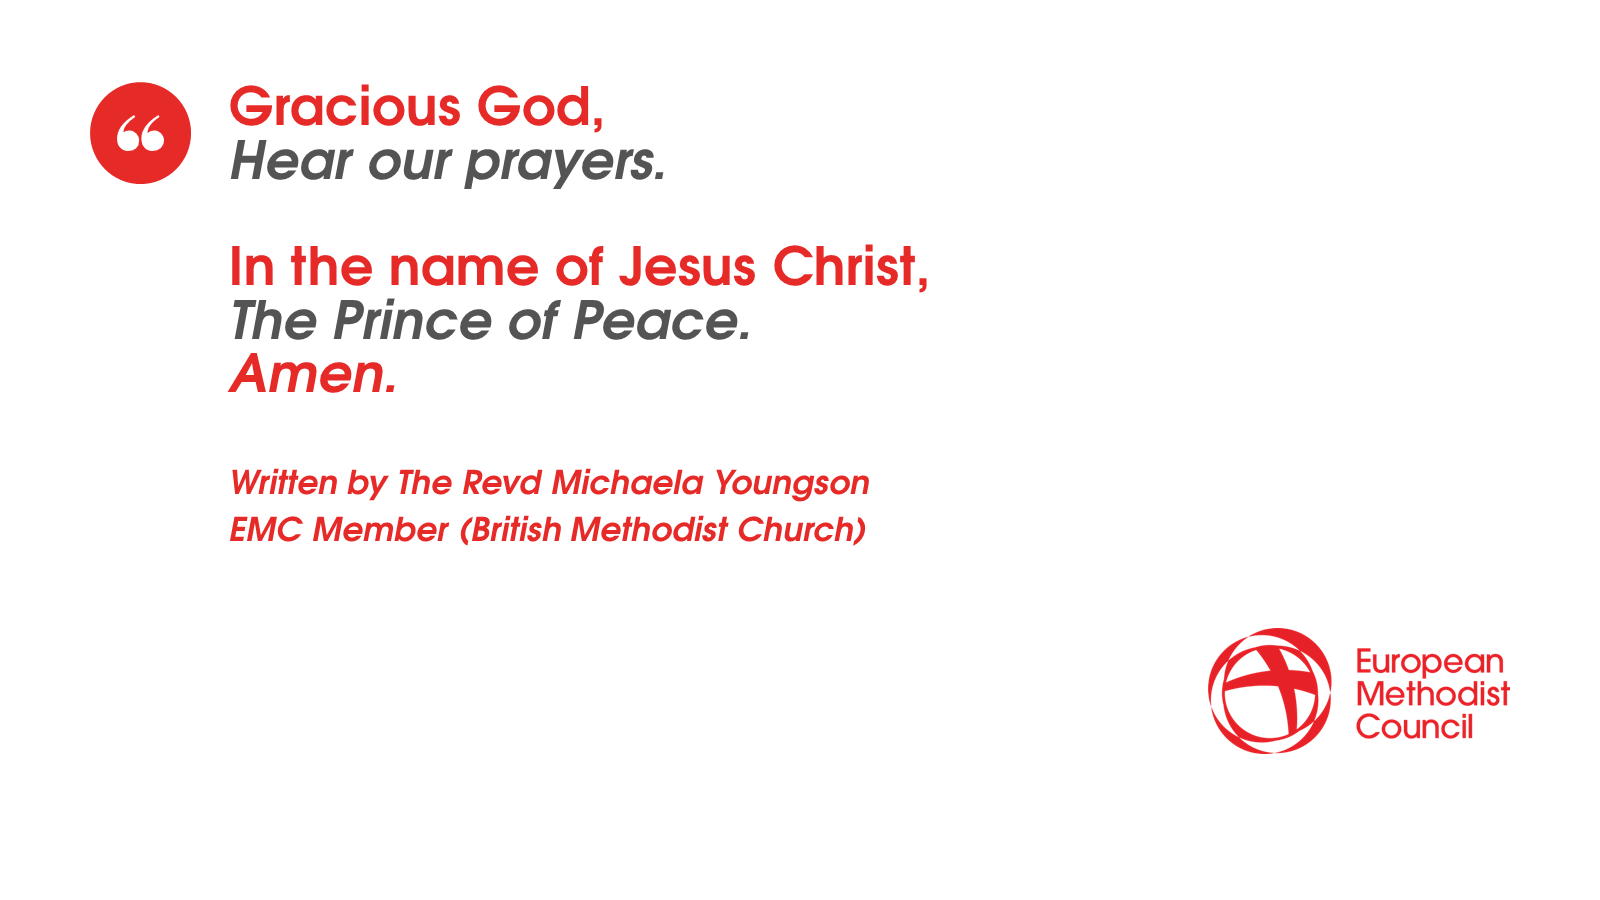 Gracious God,
Hear our prayers.
In the name of Jesus Christ,
The Prince of Peace.
Amen.
Written by The Revd Michaela Youngson
EMC Member (British Methodist Church)
European
Methodist
Council